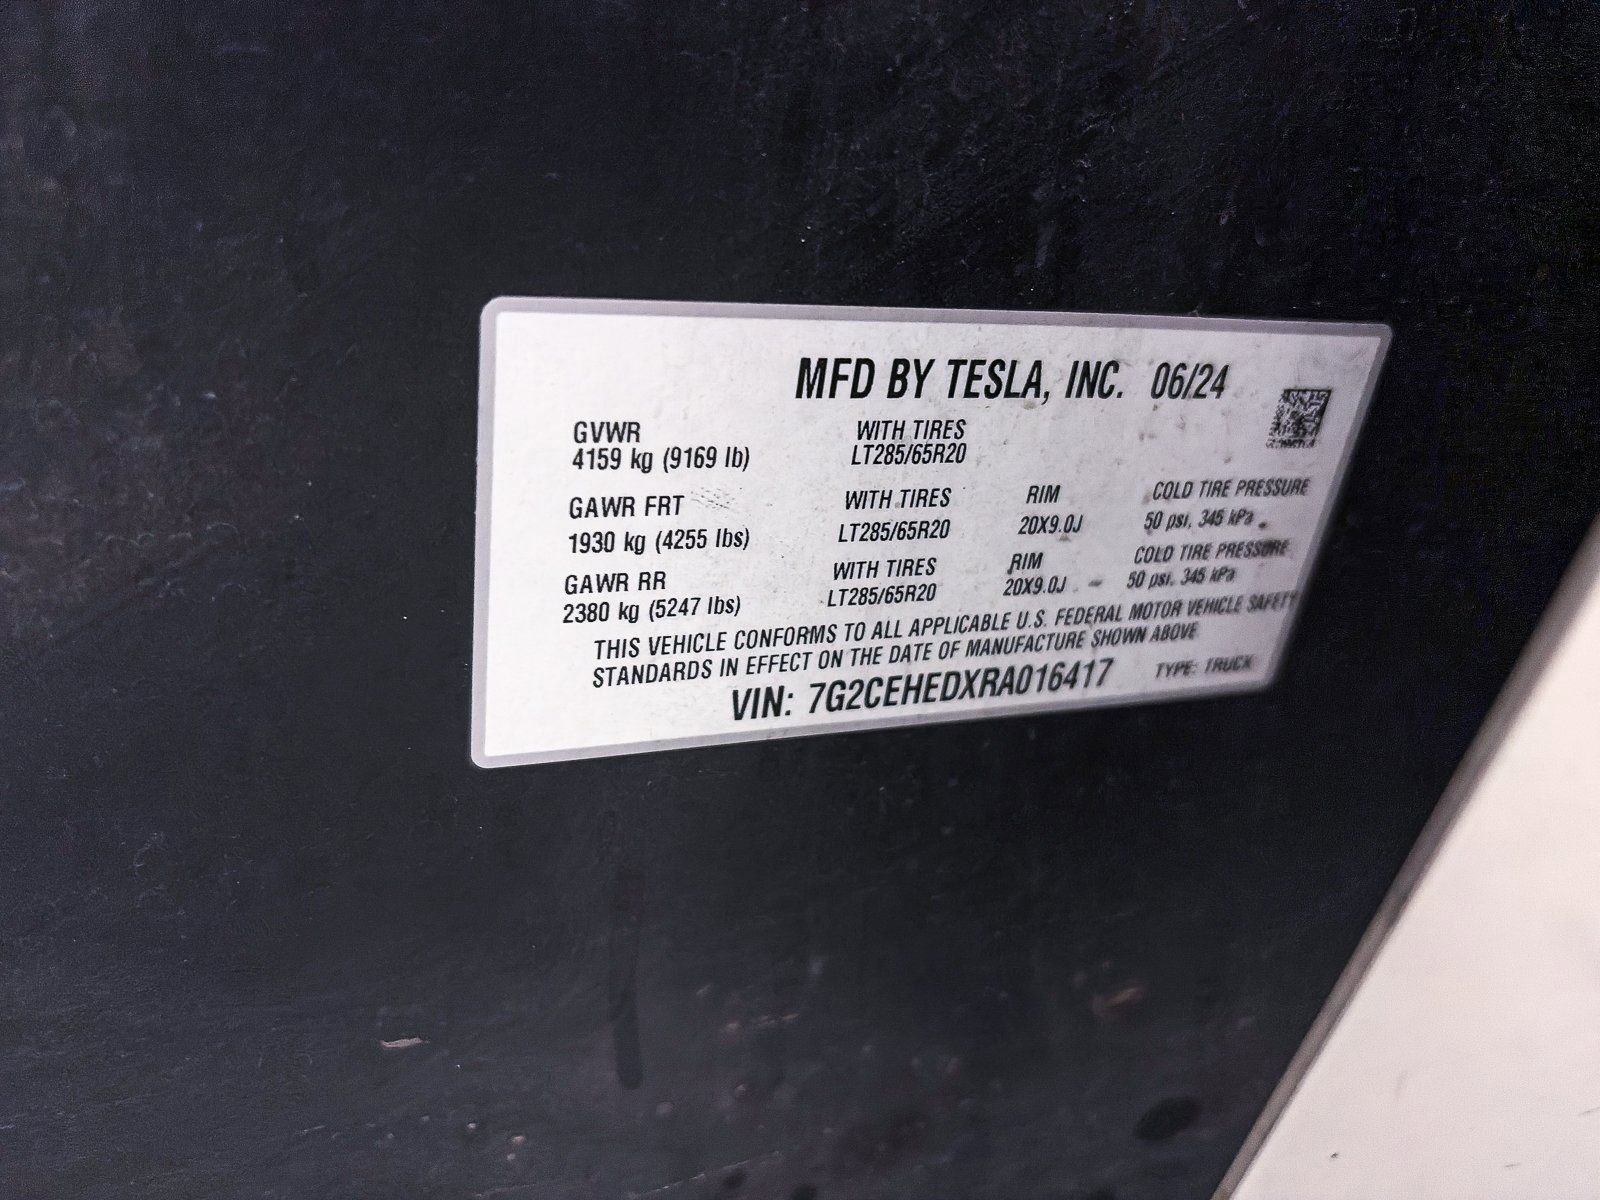 MFD BY TESLA, INC. 06/24
GVWR WITH TIRES
4159 kg (9169 lb) LT285/65R20
GAWR FRT WITH TIRES RIM COLD TIRE PRESSURE
1930 kg (4255 lbs) LT285/65R20 20X9.0J 50 psi, 345 kPa
GAWR RR WITH TIRES RIM COLD TIRE PRESSURE
2380 kg (5247 lbs) LT285/65R20 20X9.0J 50 psi, 345 kPa
THIS VEHICLE CONFORMS TO ALL APPLICABLE U.S. FEDERAL MOTOR VEHICLE SAFETY
STANDARDS IN EFFECT ON THE DATE OF MANUFACTURE SHOWN ABOVE
VIN: 7G2CEHEDXRA016417 TYPE: TRUCK